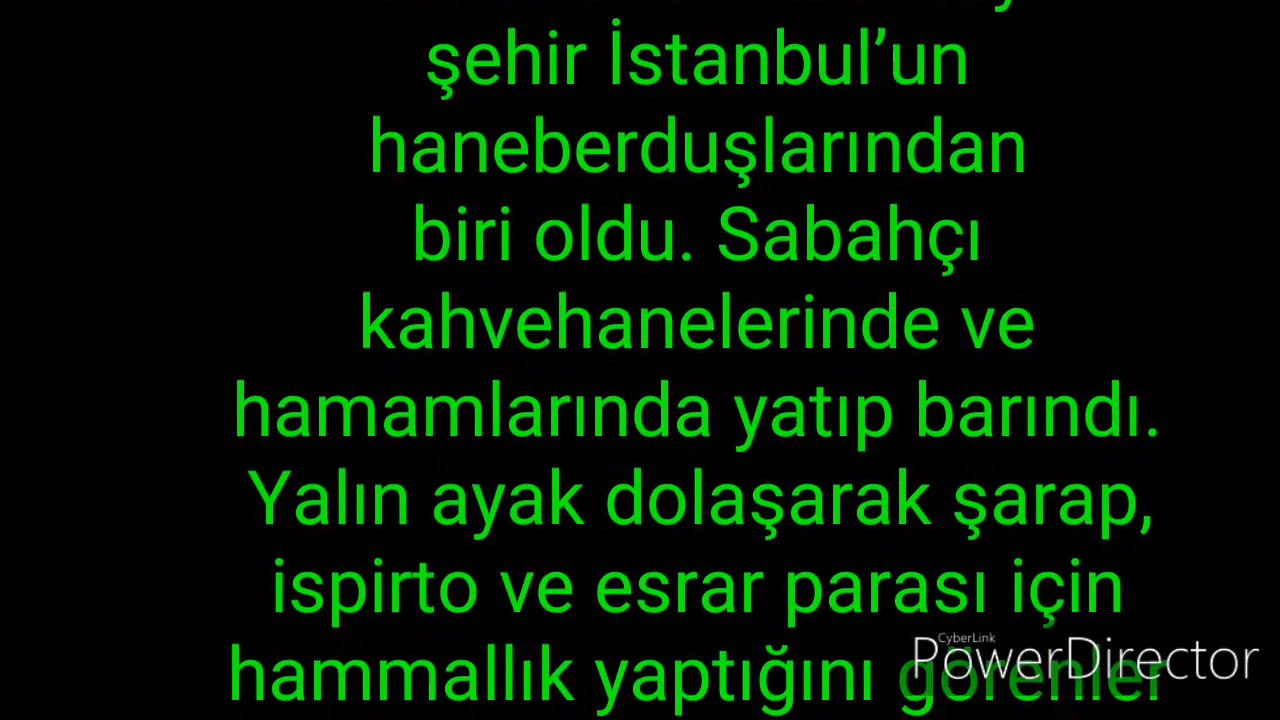 şehir İstanbul’un
haneberduşlarından
biri oldu. Sabahçı
kahvehanelerinde ve
hamamlarında yatıp barındı.
Yalın ayak dolaşarak şarap,
ispirto ve esrar parası için
hammallık yaptığını görenler
CyberLink
PowerDirector